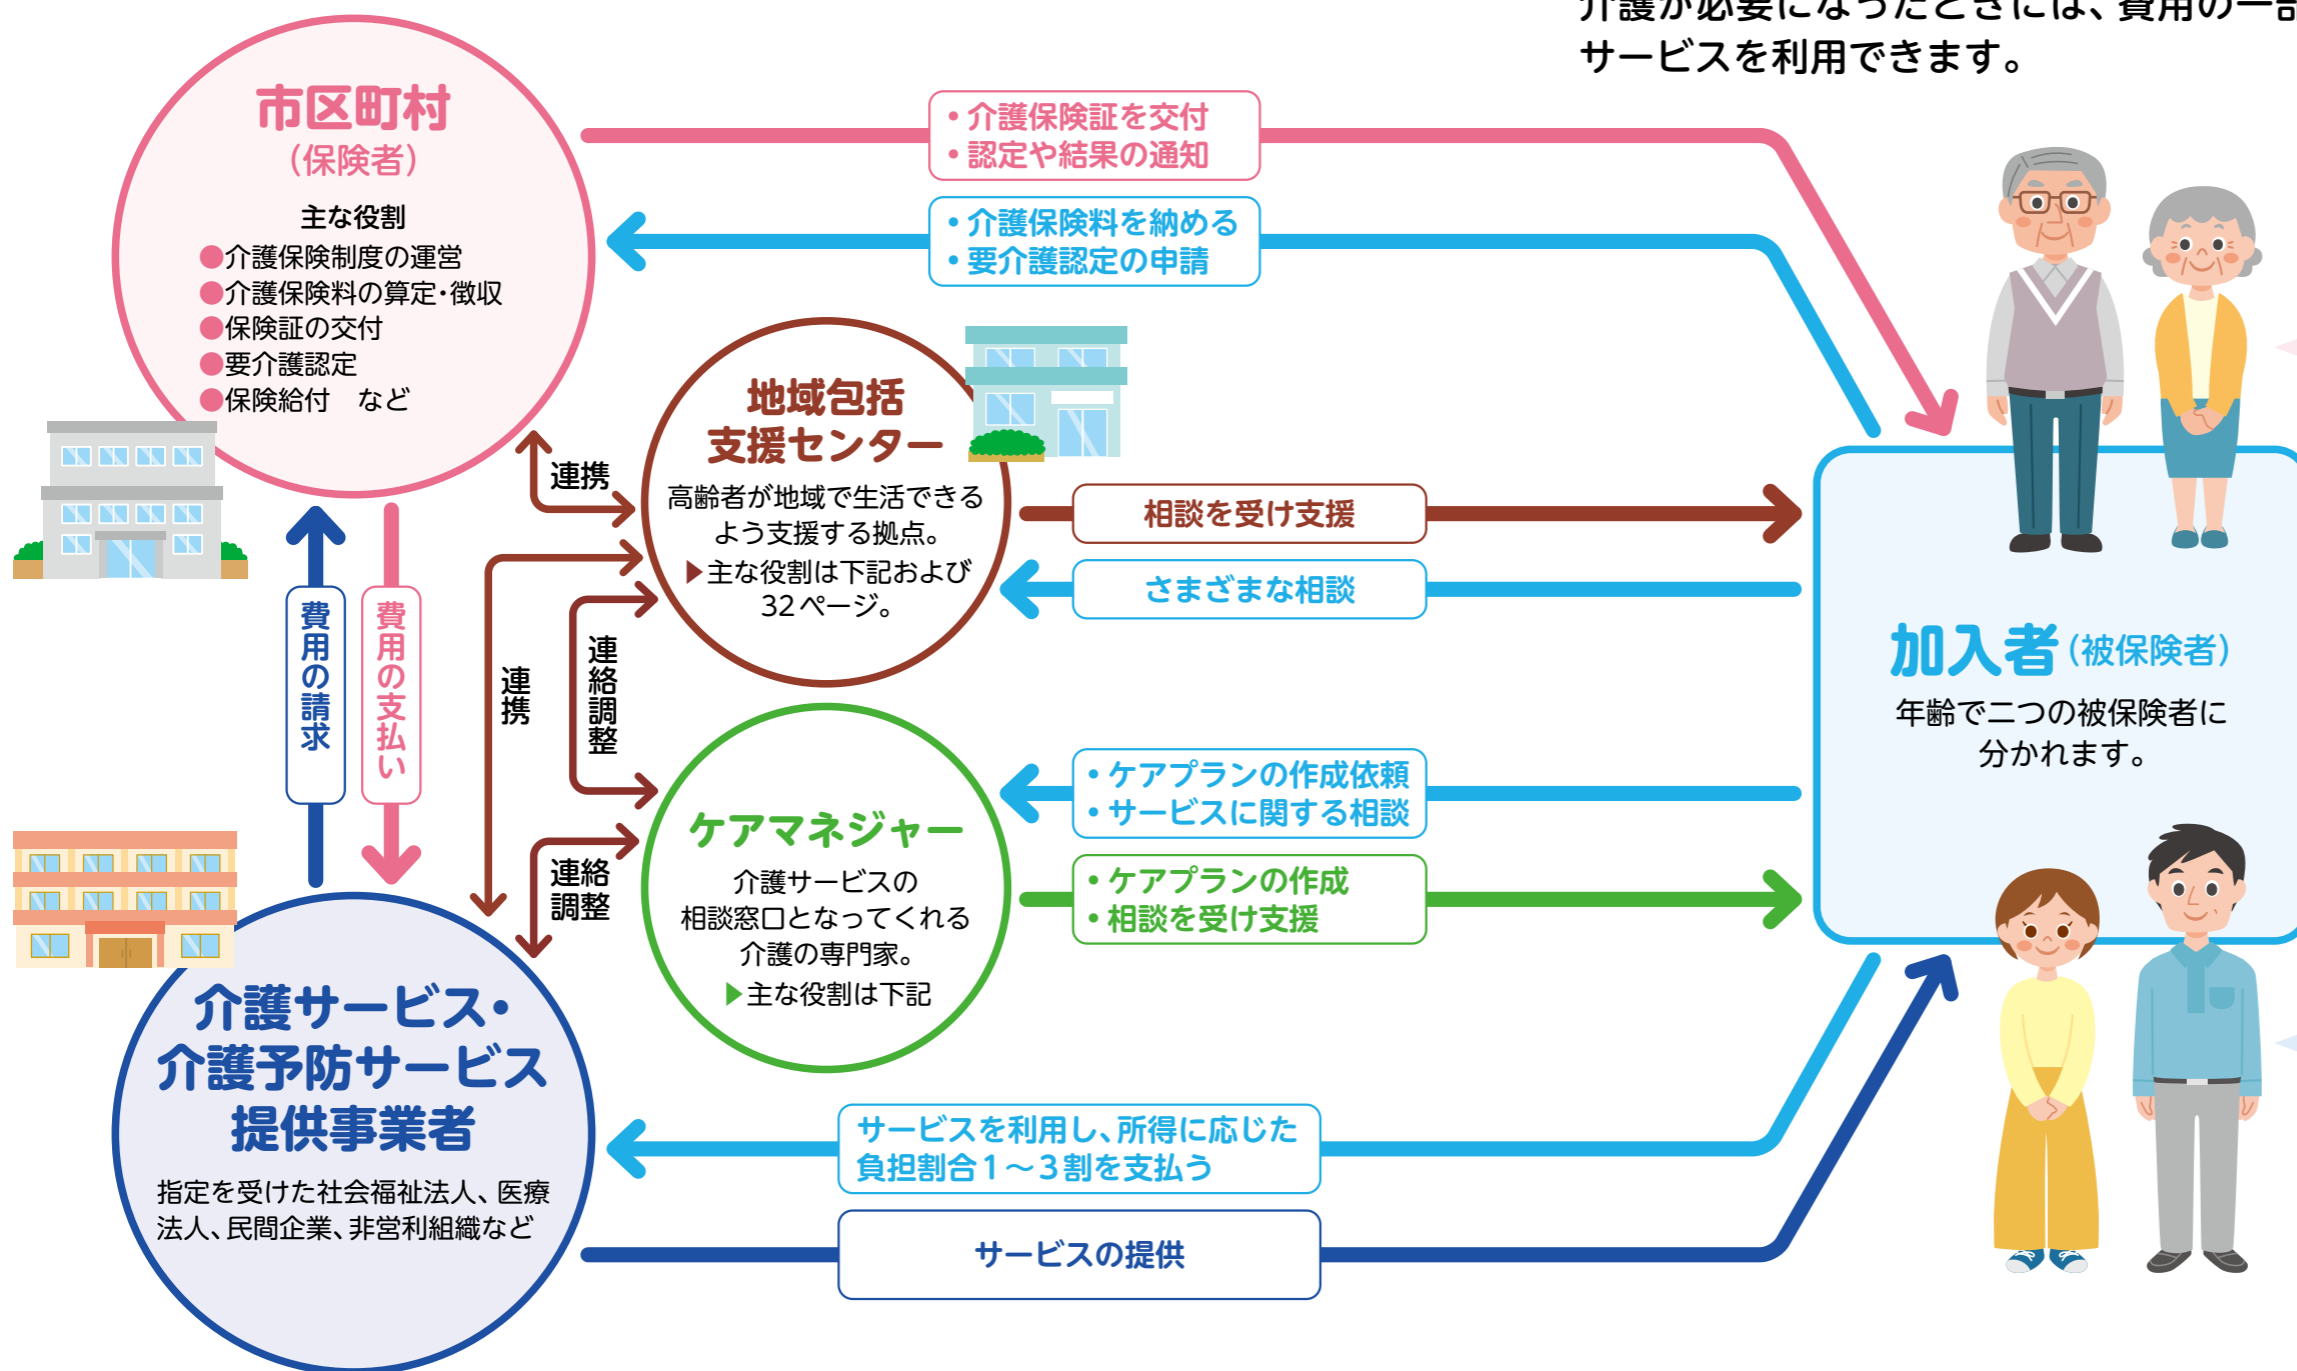 介護が必要になったときには、費用の一部
サービスを利用できます。
市区町村
（保険者）
主な役割
●介護保険制度の運営
●介護保険料の算定・徴収
●保険証の交付
●要介護認定
●保険給付　など
・介護保険証を交付
・認定や結果の通知
・介護保険料を納める
・要介護認定の申請
地域包括
支援センター
高齢者が地域で生活できる
よう支援する拠点。
▶主な役割は下記および
32ページ。
連携
相談を受け支援
さまざまな相談
費用の請求
費用の支払い
連携
連絡調整
加入者（被保険者）
年齢で二つの被保険者に
分かれます。
ケアマネジャー
介護サービスの
相談窓口となってくれる
介護の専門家。
▶主な役割は下記
・ケアプランの作成依頼
・サービスに関する相談
・ケアプランの作成
・相談を受け支援
連絡
調整
介護サービス・
介護予防サービス
提供事業者
指定を受けた社会福祉法人、医療
法人、民間企業、非営利組織など
サービスを利用し、所得に応じた
負担割合1～3割を支払う
サービスの提供